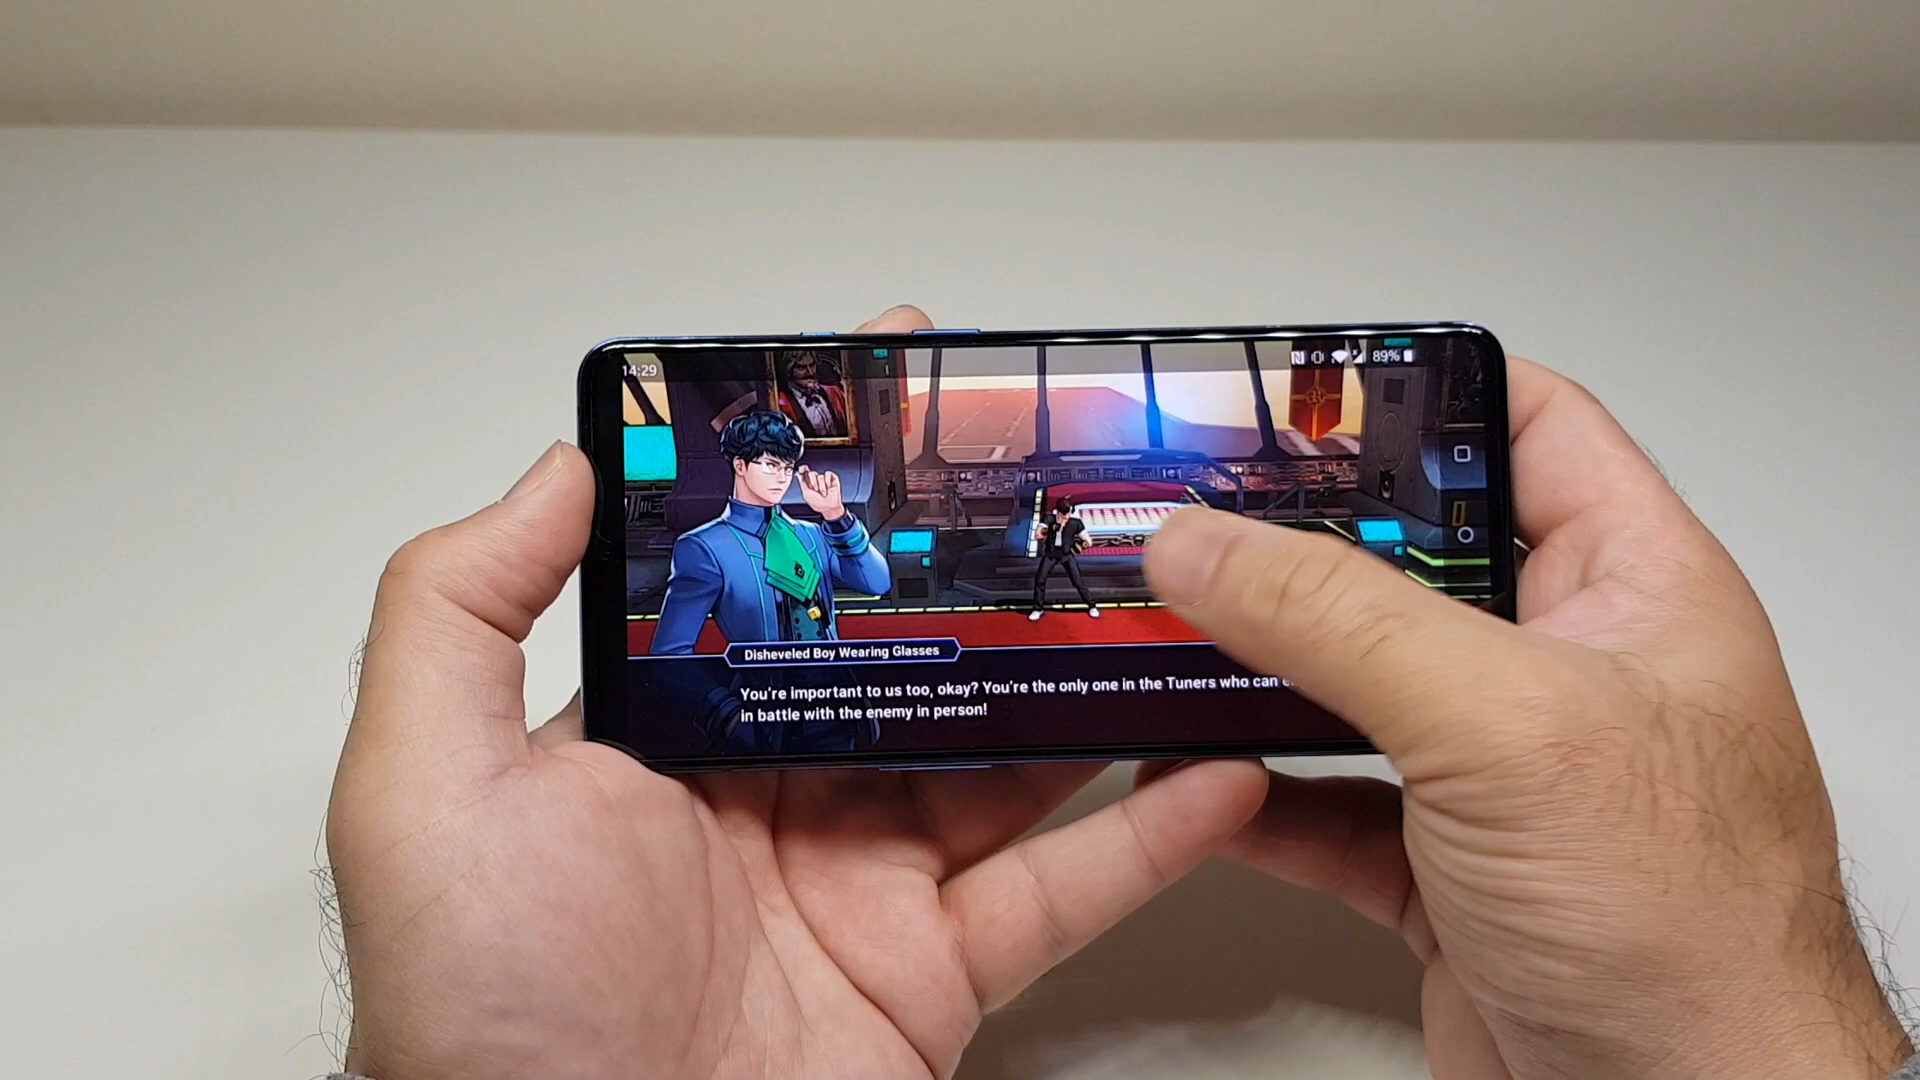 14:29
89%
Disheveled Boy Wearing Glasses
You're important to us too, okay? You're the only one in the Tuners who can
in battle with the enemy in person!